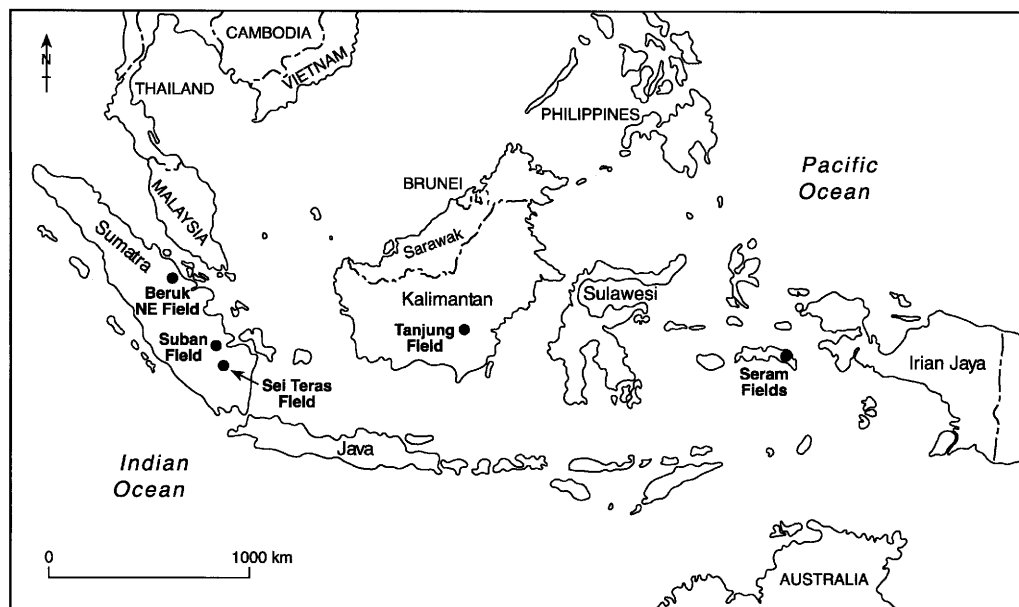 CAMBODIA
VIETNAM
THAILAND
N
PHILIPPINES
Pacific
Ocean
MALAYSIA
BRUNEI
Sumatra
Sarawak
Beruk
NE Field
Kalimantan
Sulawesi
Tanjung
Field
Suban
Field
Seram
Fields
Irian Jaya
Sei Teras
Field
Java
Indian
Ocean
0
1000 km
AUSTRALIA